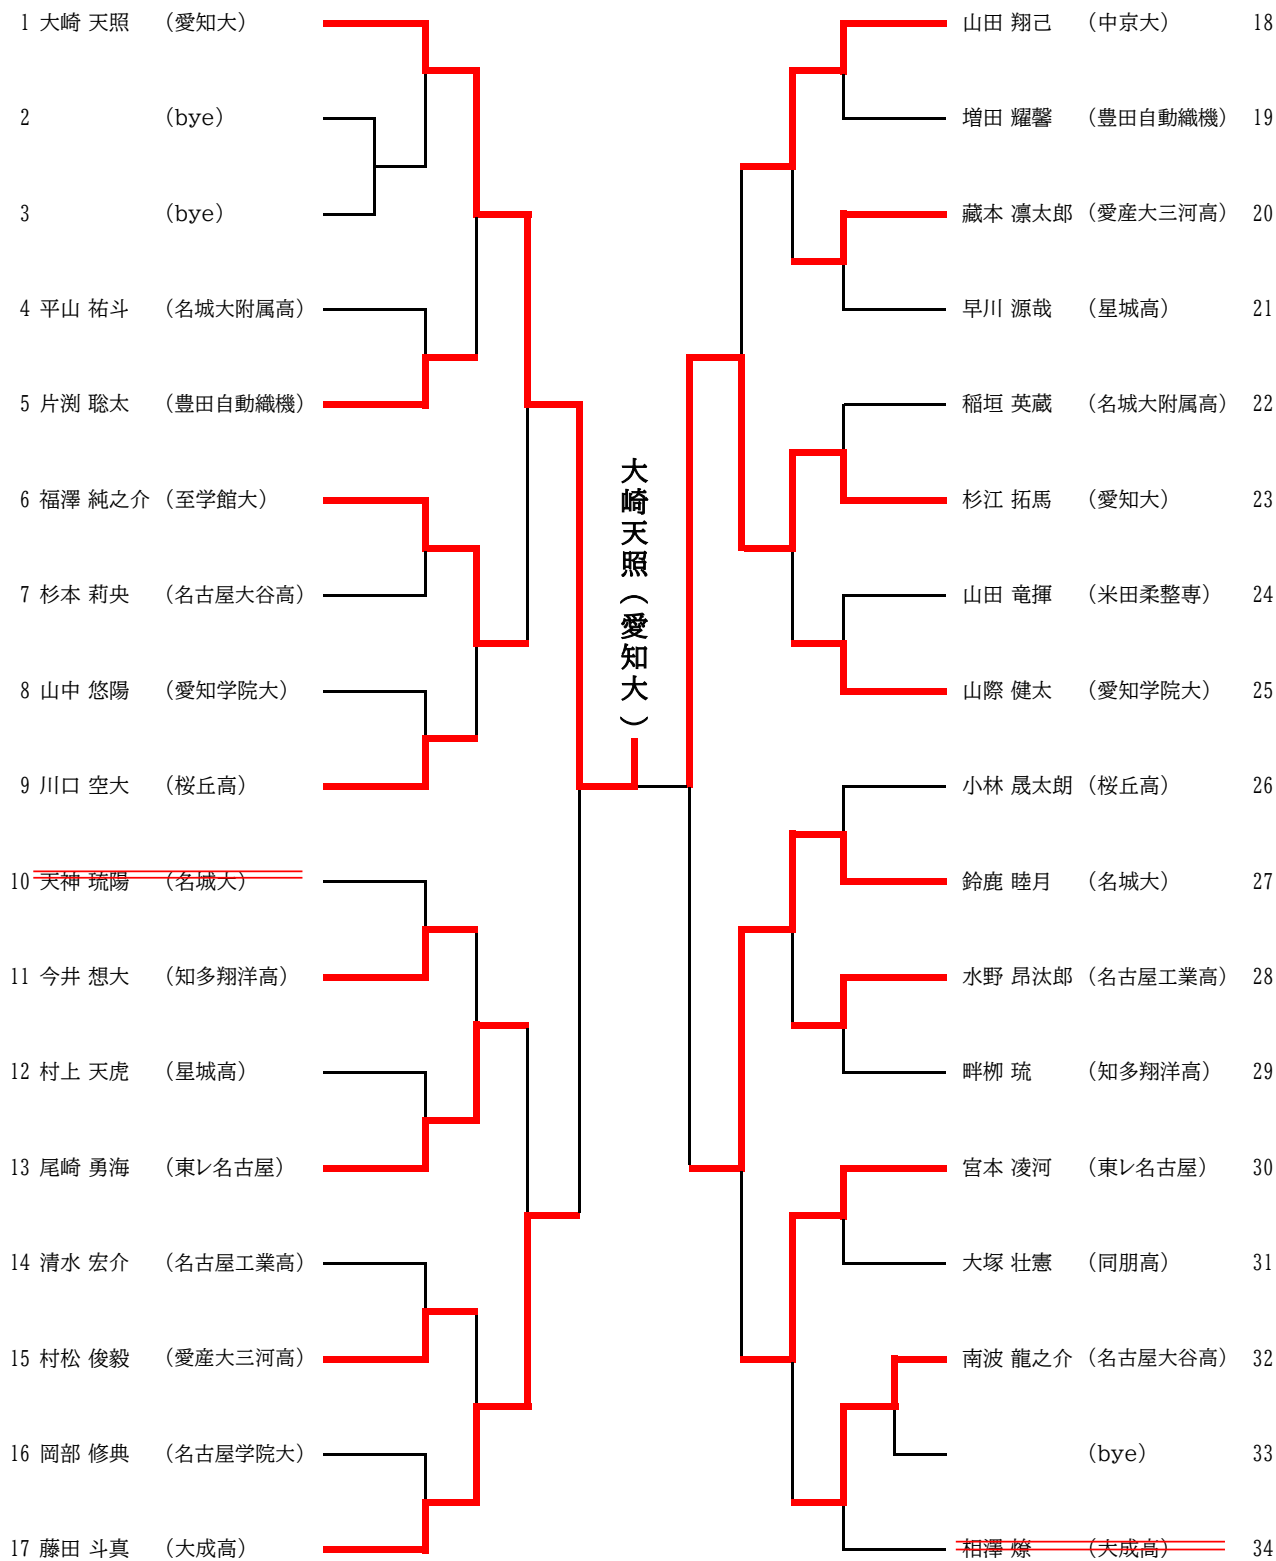 1 大崎 天照 （愛知大）
2 （bye）
3 （bye）
4 平山 祐斗 （名城大附属高）
5 片渕 聡太 （豊田自動織機）
6 福澤 純之介 （至学館大）
7 杉本 莉央 （名古屋大谷高）
8 山中 悠陽 （愛知学院大）
9 川口 空大 （桜丘高）
10 天神 琉陽 （名城大）
11 今井 想大 （知多翔洋高）
12 村上 天虎 （星城高）
13 尾崎 勇海 （東レ名古屋）
14 清水 宏介 （名古屋工業高）
15 村松 俊毅 （愛産大三河高）
16 岡部 修典 （名古屋学院大）
17 藤田 斗真 （大成高）
大崎天照（愛知大）
山田 翔己 （中京大） 18
増田 耀馨 （豊田自動織機） 19
藏本 凛太郎 （愛産大三河高） 20
早川 源哉 （星城高） 21
稲垣 英蔵 （名城大附属高） 22
杉江 拓馬 （愛知大） 23
山田 竜揮 （米田柔整専） 24
山際 健太 （愛知学院大） 25
小林 晟太朗 （桜丘高） 26
鈴鹿 睦月 （名城大） 27
水野 昂汰郎 （名古屋工業高） 28
畔栁 琉 （知多翔洋高） 29
宮本 凌河 （東レ名古屋） 30
大塚 壮憲 （同朋高） 31
南波 龍之介 （名古屋大谷高） 32
（bye） 33
相澤 燎 （大成高） 34